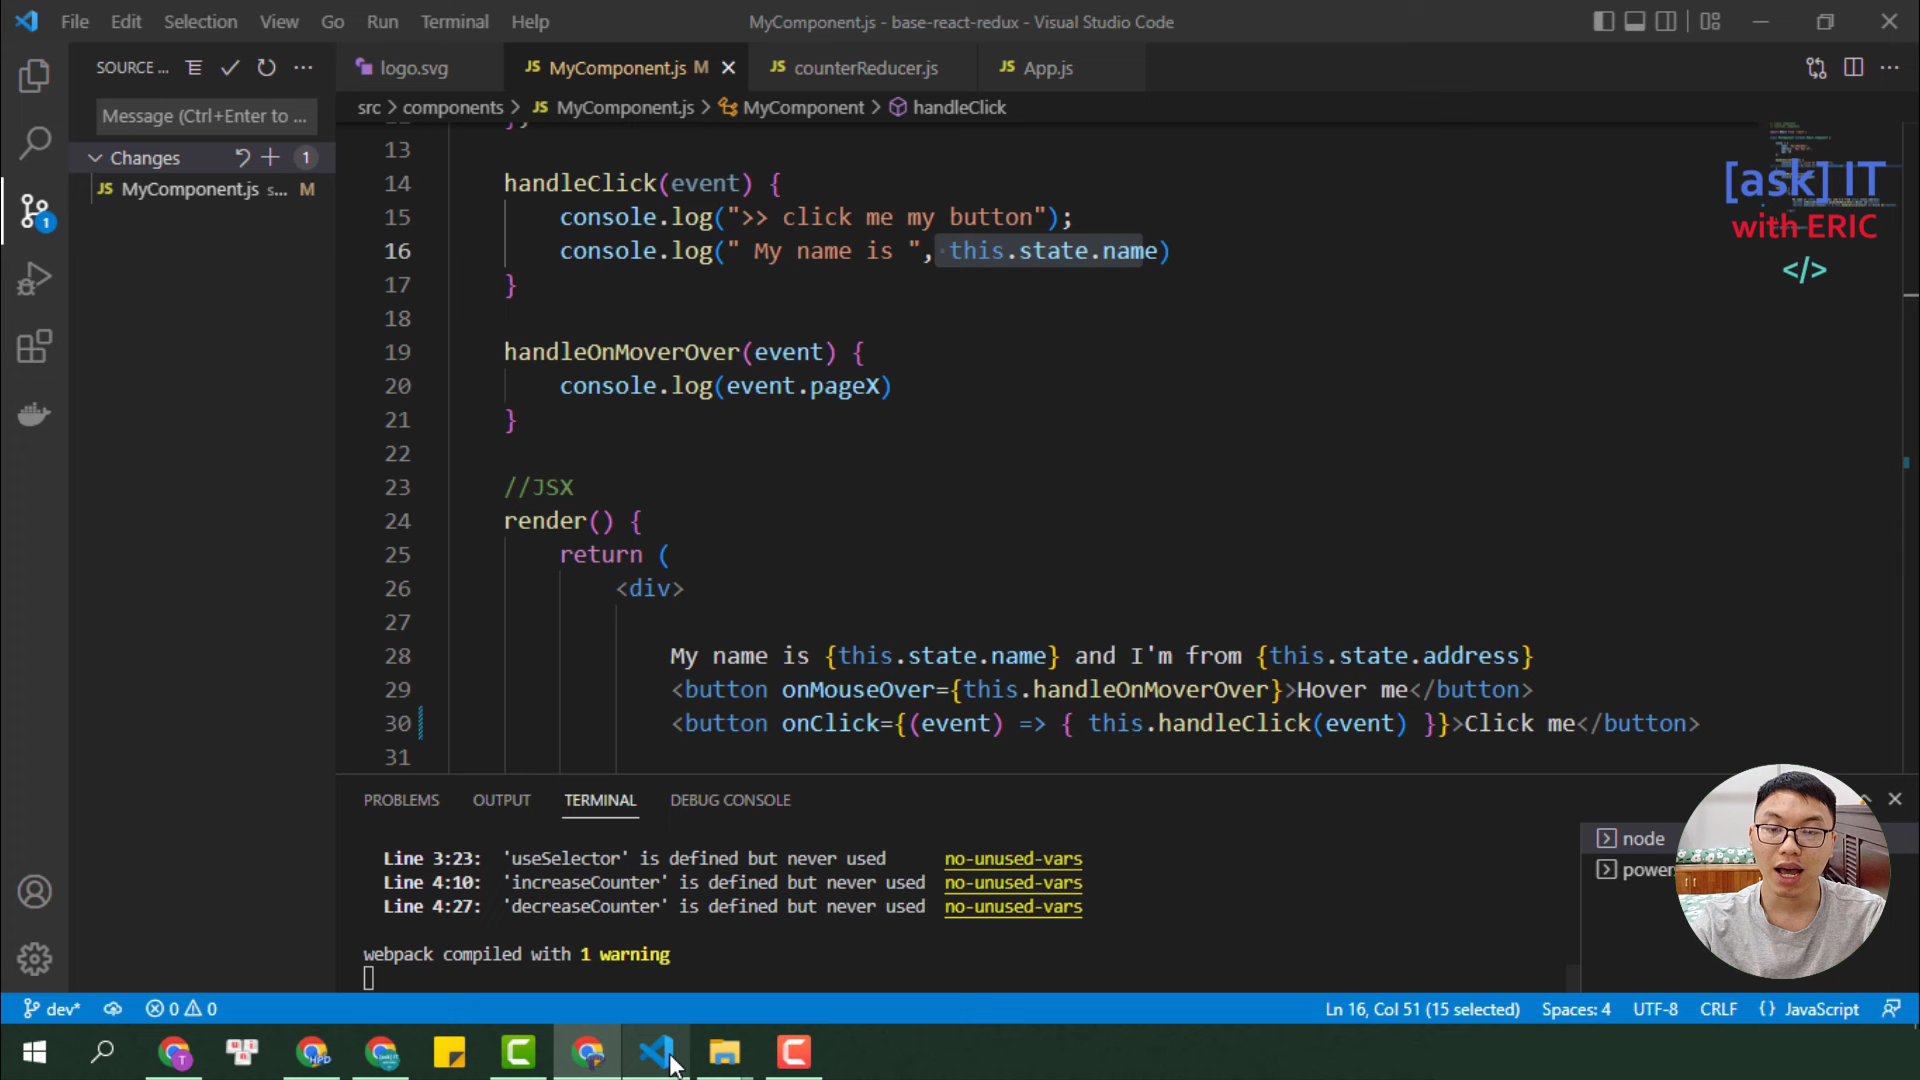 File Edit Selection View Go Run Terminal Help MyComponent.js - base-react-redux - Visual Studio Code
SOURCE ...
logo.svg JS MyComponent.js M JS counterReducer.js JS App.js
Message (Ctrl+Enter to ...
src > components > JS MyComponent.js > MyComponent > handleClick
Changes 1
JS MyComponent.js s... M
13
14 handleClick(event) {
15 console.log(">> click me my button");
16 console.log(" My name is ", this.state.name)
17 }
18
19 handleOnMoverOver(event) {
20 console.log(event.pageX)
21 }
22
23 //JSX
24 render() {
25 return (
26 <div>
27
28 My name is {this.state.name} and I'm from {this.state.address}
29 <button onMouseOver={this.handleOnMoverOver}>Hover me</button>
30 <button onClick={(event) => { this.handleClick(event) }}>Click me</button>
31
[ask] IT
with ERIC
</>
1
PROBLEMS OUTPUT TERMINAL DEBUG CONSOLE
Line 3:23: 'useSelector' is defined but never used no-unused-vars
Line 4:10: 'increaseCounter' is defined but never used no-unused-vars
Line 4:27: 'decreaseCounter' is defined but never used no-unused-vars
webpack compiled with 1 warning
node
power
dev* 0 0 Ln 16, Col 51 (15 selected) Spaces: 4 UTF-8 CRLF {} JavaScript